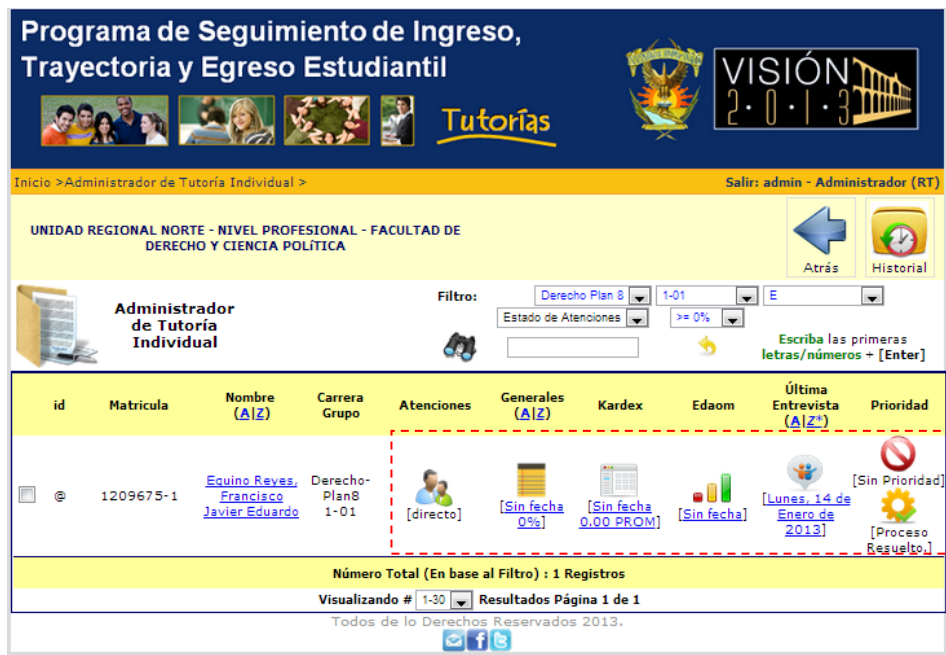 Programa de Seguimiento de Ingreso,
Trayectoria y Egreso Estudiantil
Tutorías
VISIÓN
2·0·1·3
Inicio >Administrador de Tutoría Individual >
Salir: admin - Administrador (RT)
UNIDAD REGIONAL NORTE - NIVEL PROFESIONAL - FACULTAD DE
DERECHO Y CIENCIA POLÍTICA
Atrás
Historial
Administrador
de Tutoría
Individual
Filtro:
Derecho Plan 8
1-01
E
Estado de Atenciones
>= 0%
Escriba las primeras
letras/números + [Enter]
id
Matricula
Nombre
(A|Z)
Carrera
Grupo
Atenciones
Generales
(A|Z)
Kardex
Edaom
Última
Entrevista
(A|Z*)
Prioridad
@
1209675-1
Equino Reyes,
Francisco
Javier Eduardo
Derecho-
Plan8
1-01
[directo]
[Sin fecha
0%]
[Sin fecha
0.00 PROM]
[Sin fecha]
[Lunes, 14 de
Enero de
2013]
[Sin Prioridad]
[Proceso
Resuelto.]
Número Total (En base al Filtro) : 1 Registros
Visualizando # 1-30 Resultados Página 1 de 1
Todos de lo Derechos Reservados 2013.